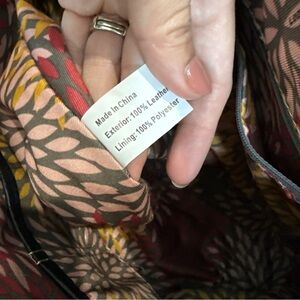 Made in China
Exterior: 100% Leather
Lining: 100% Polyester